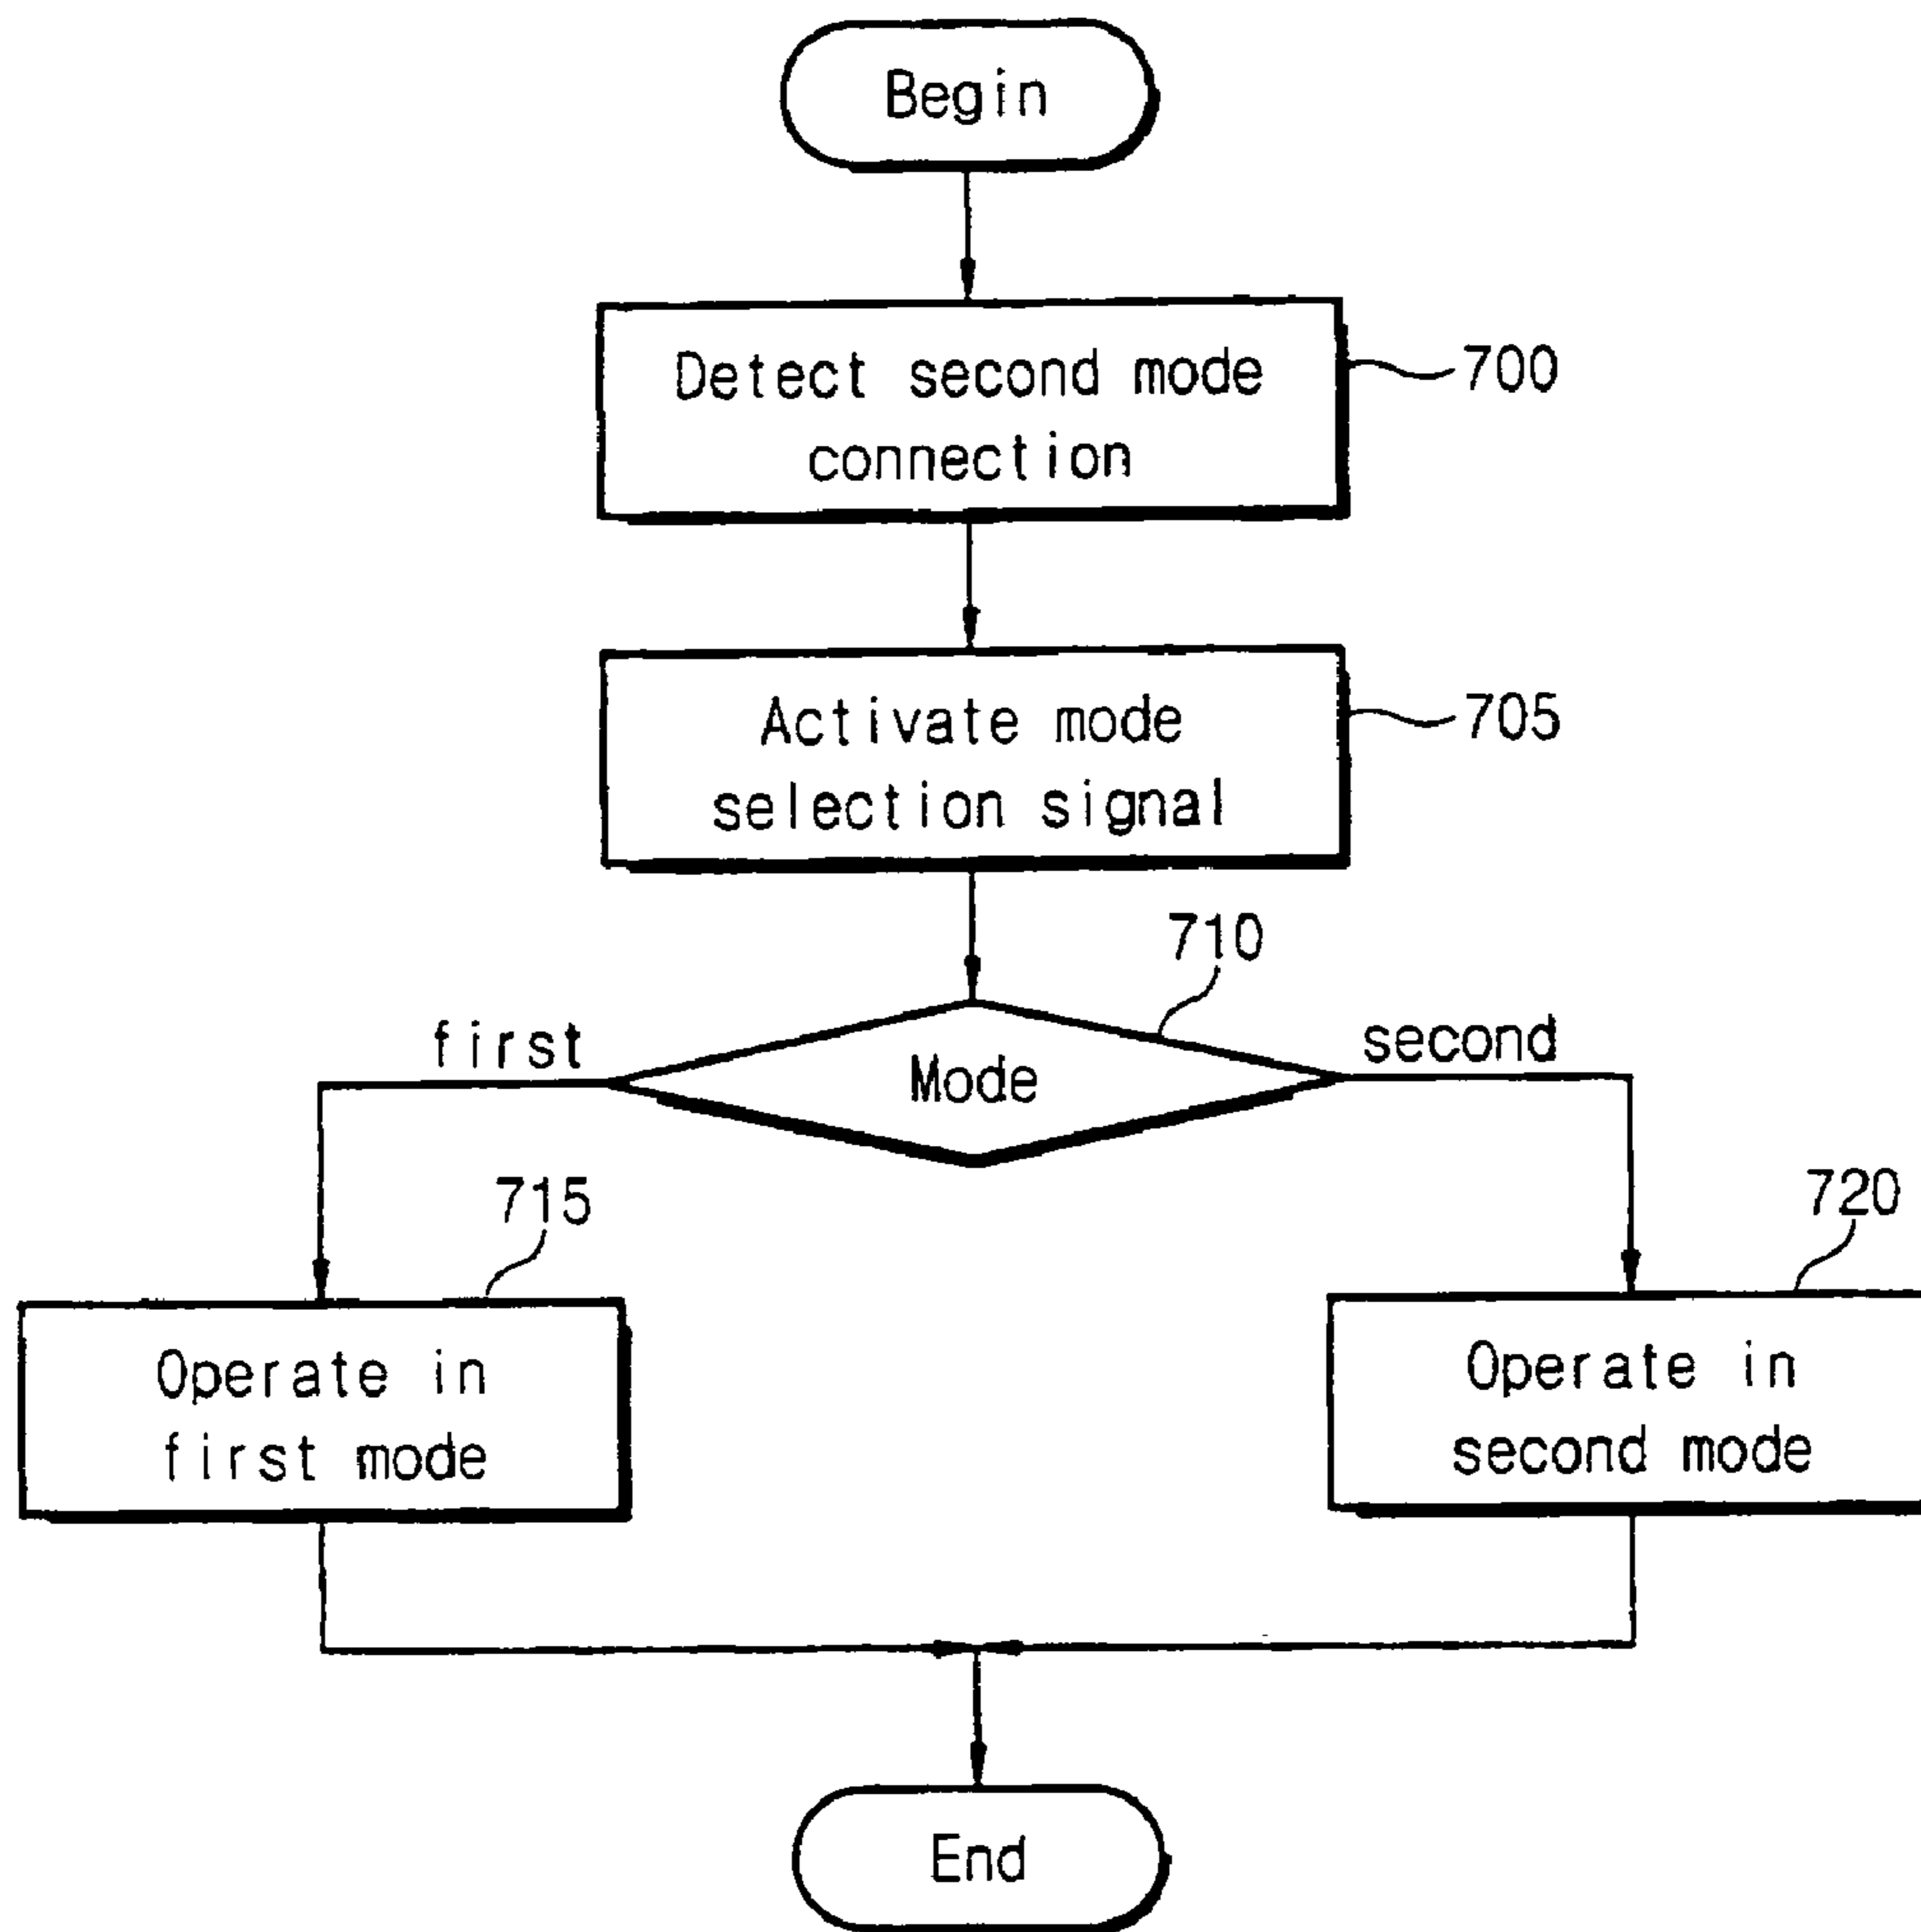 Begin
Detect second mode
connection
700
Activate mode
selection signal
705
710
first
Mode
second
715
720
Operate in
first mode
Operate in
second mode
End